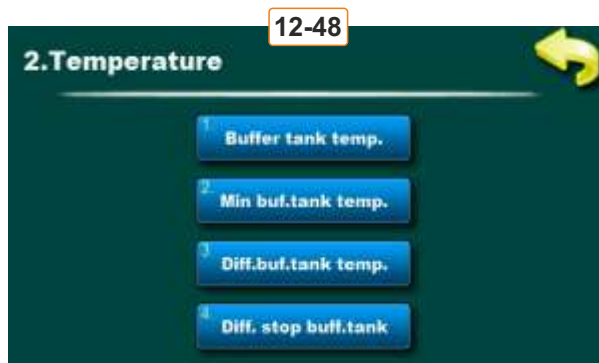 12-48
2.Temperature
1.
Buffer tank temp.
2.
Min buf.tank temp.
3.
Diff.buf.tank temp.
4.
Diff. stop buff.tank